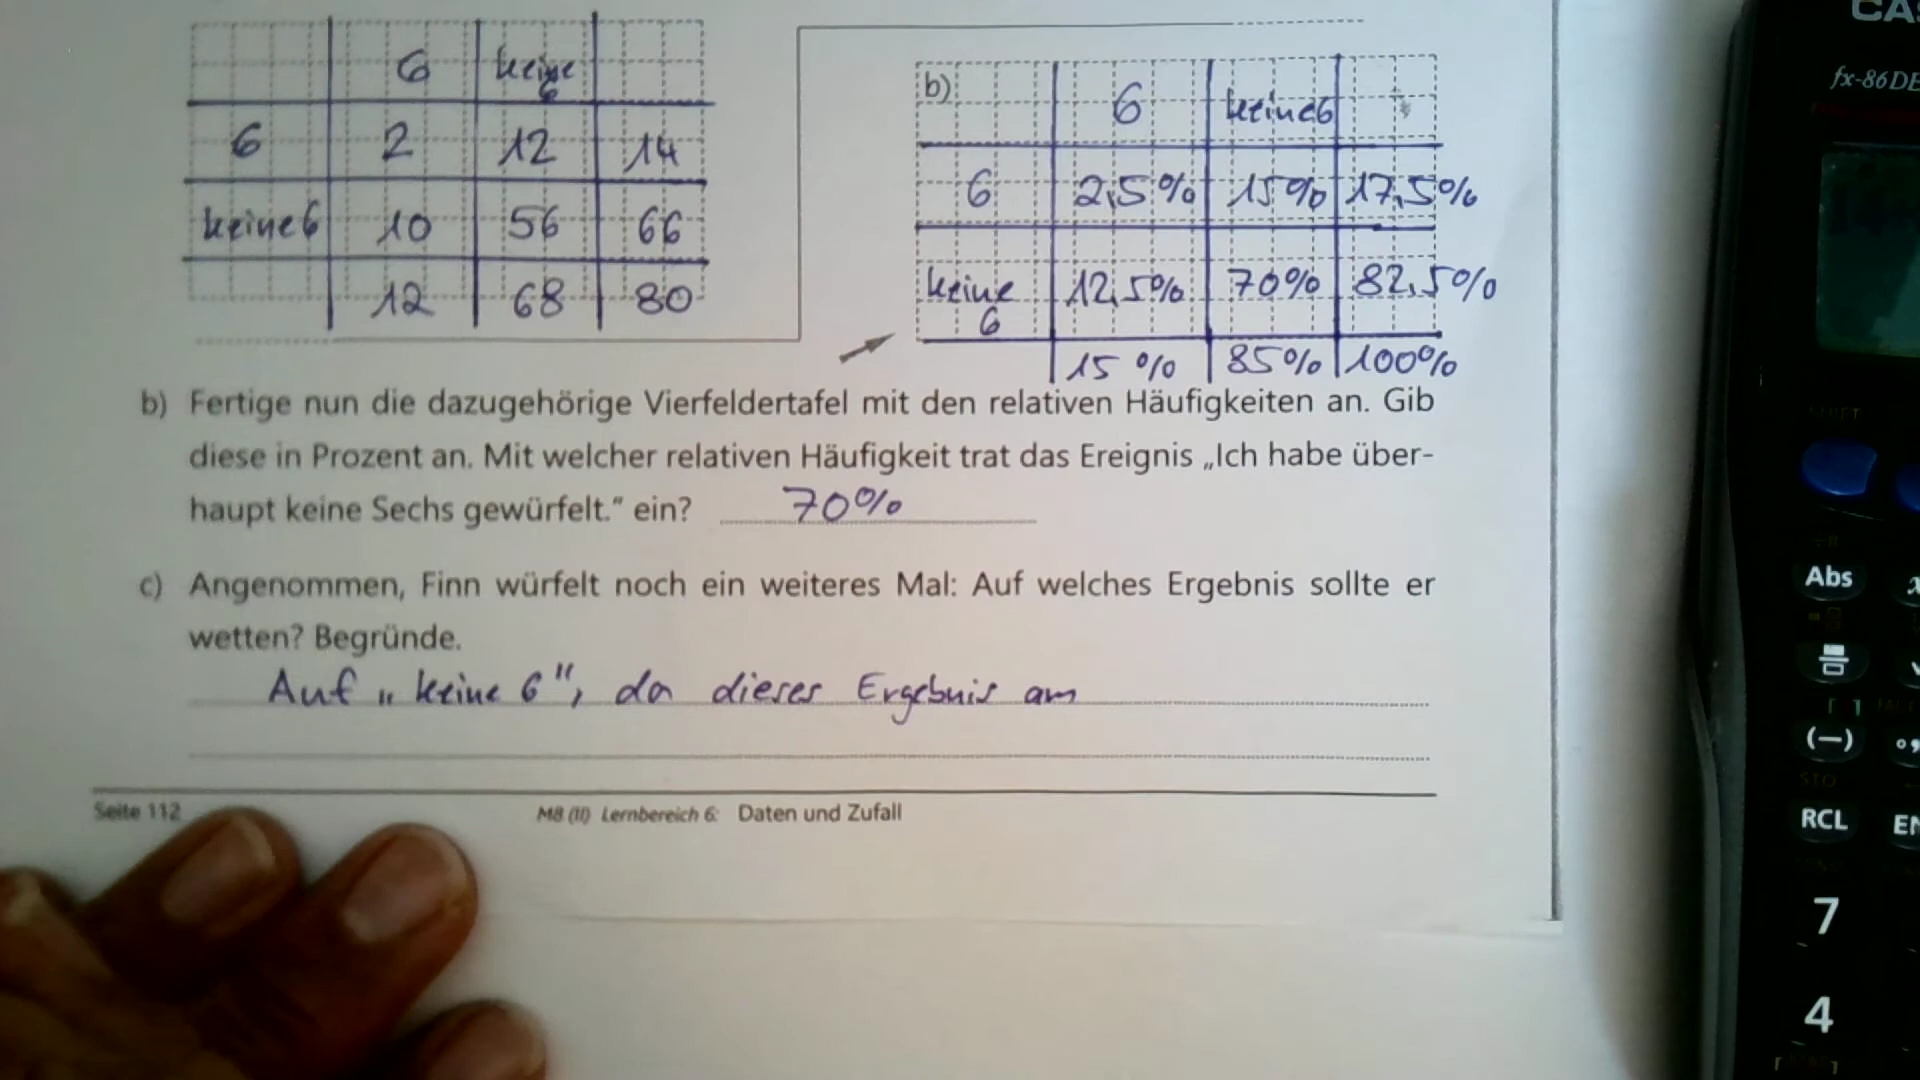 6 keine 6
6 2 12 14
keine 6 10 56 66
12 68 80
b) 6 keine 6
6 2,5% 15% 17,5%
keine 6 12,5% 70% 82,5%
15% 85% 100%
b) Fertige nun die dazugehörige Vierfeldertafel mit den relativen Häufigkeiten an. Gib
diese in Prozent an. Mit welcher relativen Häufigkeit trat das Ereignis „Ich habe über-
haupt keine Sechs gewürfelt.“ ein? 70%
c) Angenommen, Finn würfelt noch ein weiteres Mal: Auf welches Ergebnis sollte er
wetten? Begründe.
Auf „keine 6“, da dieses Ergebnis am
Seite 112 M8 (II) Lernbereich 6: Daten und Zufall
fx-86DE
SHIFT
Abs
(−)
STO
RCL
7
4